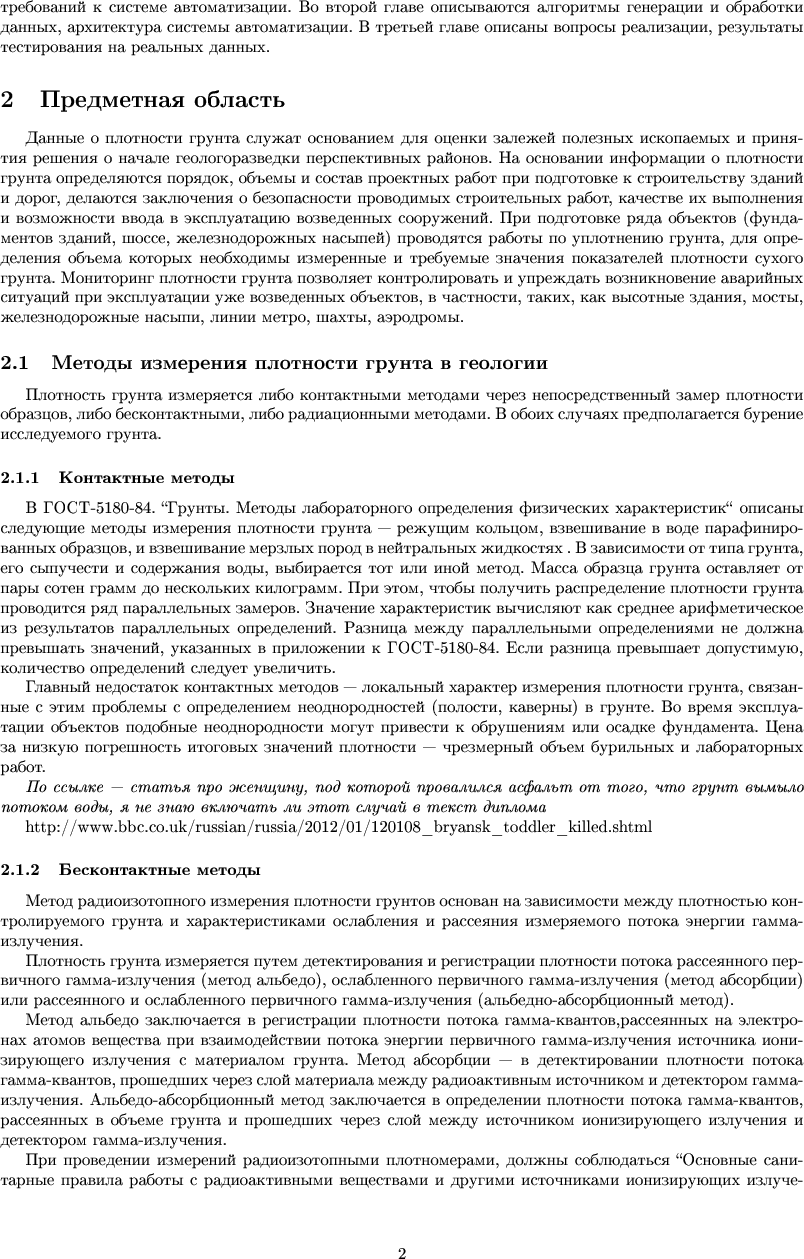 требований к системе автоматизации. Во второй главе описываются алгоритмы генерации и обработки
данных, архитектура системы автоматизации. В третьей главе описаны вопросы реализации, результаты
тестирования на реальных данных.
2 Предметная область
Данные о плотности грунта служат основанием для оценки залежей полезных ископаемых и приня-
тия решения о начале геологоразведки перспективных районов. На основании информации о плотности
грунта определяются порядок, объемы и состав проектных работ при подготовке к строительству зданий
и дорог, делаются заключения о безопасности проводимых строительных работ, качестве их выполнения
и возможности ввода в эксплуатацию возведенных сооружений. При подготовке ряда объектов (фунда-
ментов зданий, шоссе, железнодорожных насыпей) проводятся работы по уплотнению грунта, для опре-
деления объема которых необходимы измеренные и требуемые значения показателей плотности сухого
грунта. Мониторинг плотности грунта позволяет контролировать и упреждать возникновение аварийных
ситуаций при эксплуатации уже возведенных объектов, в частности, таких, как высотные здания, мосты,
железнодорожные насыпи, линии метро, шахты, аэродромы.
2.1 Методы измерения плотности грунта в геологии
Плотность грунта измеряется либо контактными методами через непосредственный замер плотности
образцов, либо бесконтактными, либо радиационными методами. В обоих случаях предполагается бурение
исследуемого грунта.
2.1.1 Контактные методы
В ГОСТ-5180-84. “Грунты. Методы лабораторного определения физических характеристик“ описаны
следующие методы измерения плотности грунта — режущим кольцом, взвешивание в воде парафиниро-
ванных образцов, и взвешивание мерзлых пород в нейтральных жидкостях . В зависимости от типа грунта,
его сыпучести и содержания воды, выбирается тот или иной метод. Масса образца грунта оставляет от
пары сотен грамм до нескольких килограмм. При этом, чтобы получить распределение плотности грунта
проводится ряд параллельных замеров. Значение характеристик вычисляют как среднее арифметическое
из результатов параллельных определений. Разница между параллельными определениями не должна
превышать значений, указанных в приложении к ГОСТ-5180-84. Если разница превышает допустимую,
количество определений следует увеличить.
Главный недостаток контактных методов — локальный характер измерения плотности грунта, связан-
ные с этим проблемы с определением неоднородностей (полости, каверны) в грунте. Во время эксплуа-
тации объектов подобные неоднородности могут привести к обрушениям или осадке фундамента. Цена
за низкую погрешность итоговых значений плотности — чрезмерный объем бурильных и лабораторных
работ.
По ссылке — статья про женщину, под которой провалился асфальт от того, что грунт вымыло
потоком воды, я не знаю включать ли этот случай в текст диплома
http://www.bbc.co.uk/russian/russia/2012/01/120108_bryansk_toddler_killed.shtml
2.1.2 Бесконтактные методы
Метод радиоизотопного измерения плотности грунтов основан на зависимости между плотностью кон-
тролируемого грунта и характеристиками ослабления и рассеяния измеряемого потока энергии гамма-
излучения.
Плотность грунта измеряется путем детектирования и регистрации плотности потока рассеянного пер-
вичного гамма-излучения (метод альбедо), ослабленного первичного гамма-излучения (метод абсорбции)
или рассеянного и ослабленного первичного гамма-излучения (альбедно-абсорбционный метод).
Метод альбедо заключается в регистрации плотности потока гамма-квантов,рассеянных на электро-
нах атомов вещества при взаимодействии потока энергии первичного гамма-излучения источника иони-
зирующего излучения с материалом грунта. Метод абсорбции — в детектировании плотности потока
гамма-квантов, прошедших через слой материала между радиоактивным источником и детектором гамма-
излучения. Альбедо-абсорбционный метод заключается в определении плотности потока гамма-квантов,
рассеянных в объеме грунта и прошедших через слой между источником ионизирующего излучения и
детектором гамма-излучения.
При проведении измерений радиоизотопными плотномерами, должны соблюдаться “Основные сани-
тарные правила работы с радиоактивными веществами и другими источниками ионизирующих излуче-
2